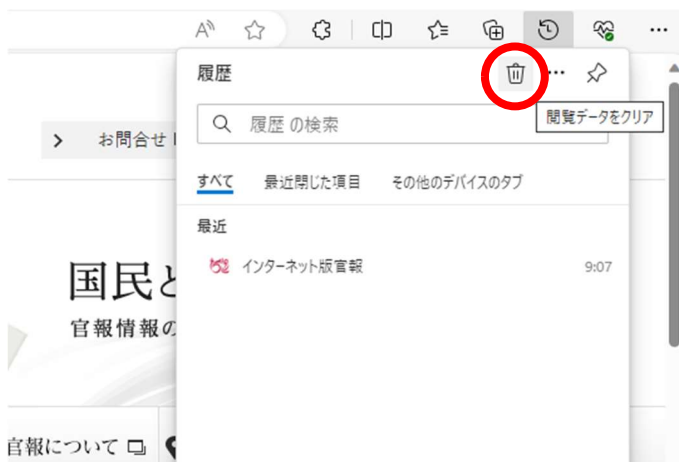 履歴
履歴 の検索
閲覧データをクリア
お問合せ
すべて 最近閉じた項目 その他のデバイスのタブ
最近
インターネット版官報 9:07
国民と
官報情報の
官報について